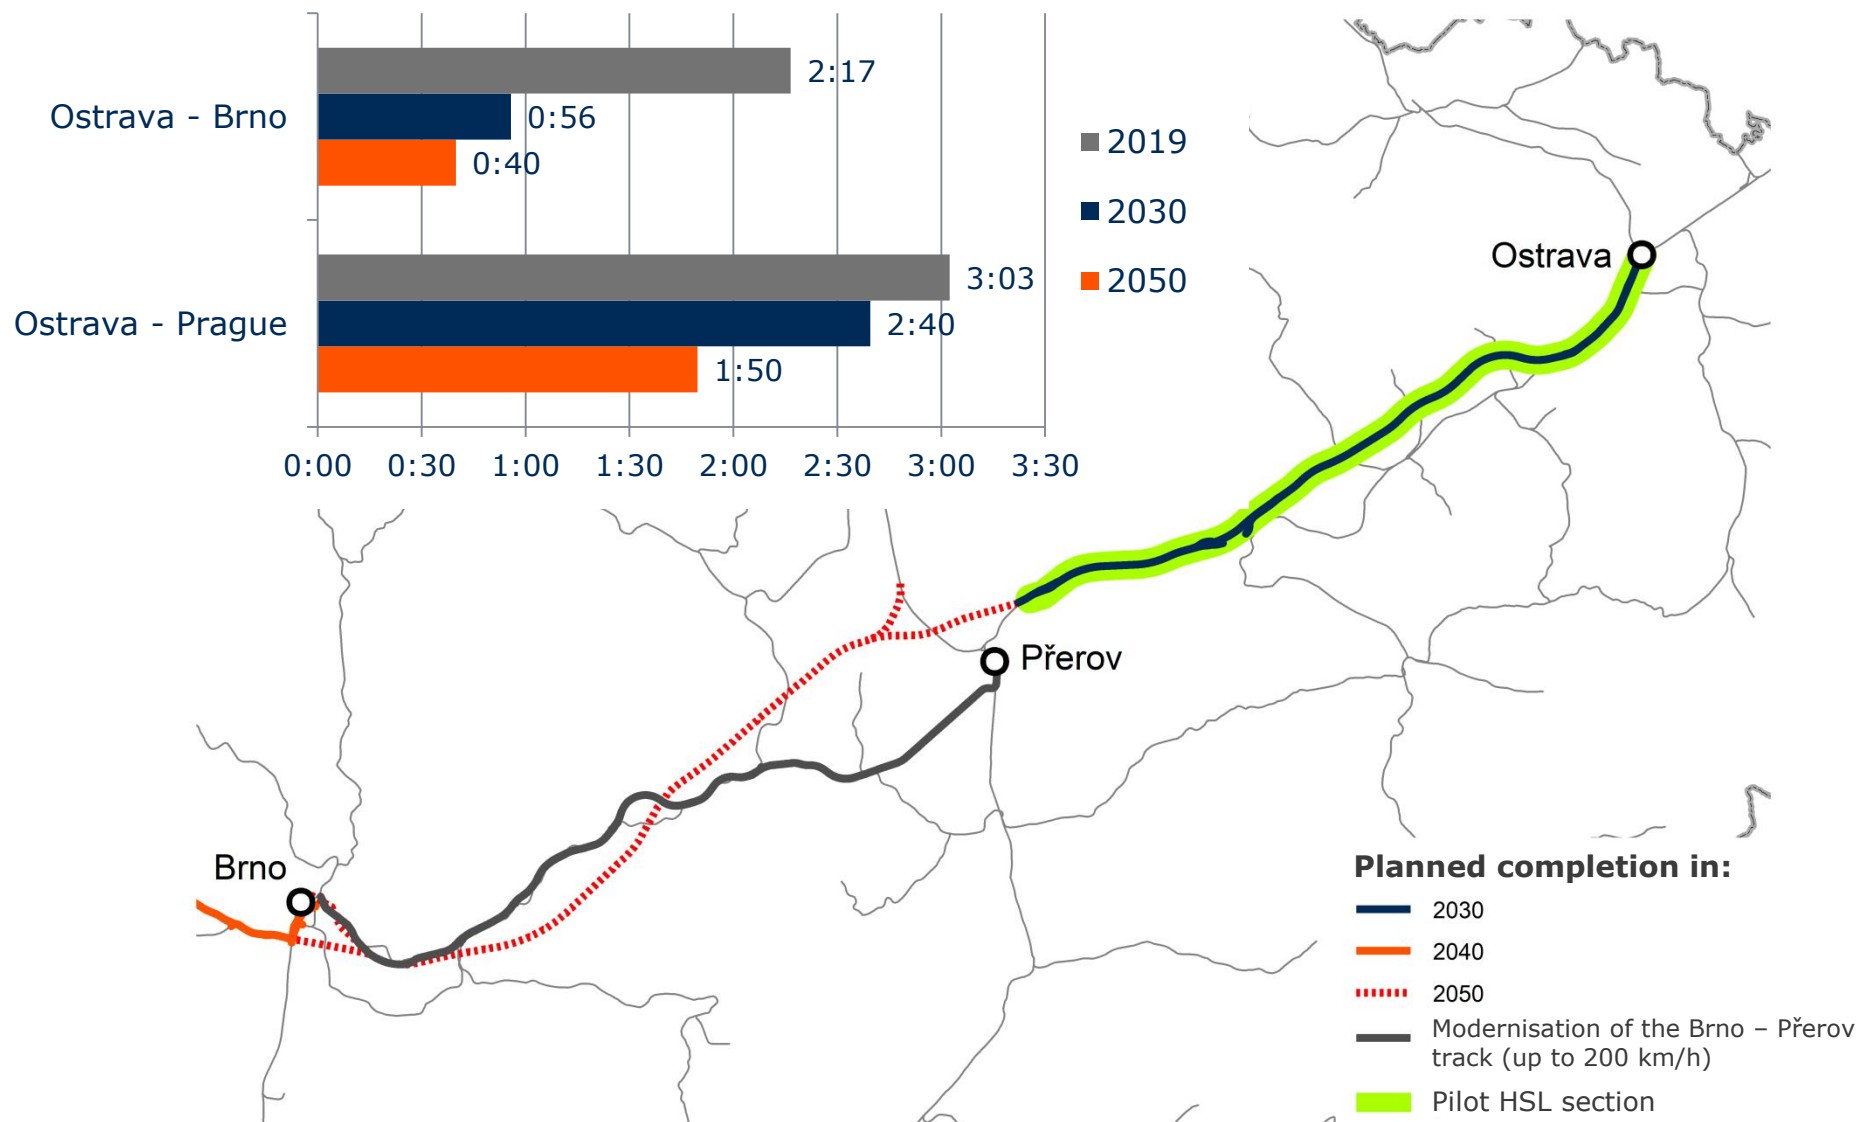 Ostrava - Brno
2:17
0:56
0:40
Ostrava - Prague
3:03
2:40
1:50
0:00 0:30 1:00 1:30 2:00 2:30 3:00 3:30
2019
2030
2050
Ostrava
Přerov
Brno
Planned completion in:
2030
2040
2050
Modernisation of the Brno – Přerov
track (up to 200 km/h)
Pilot HSL section